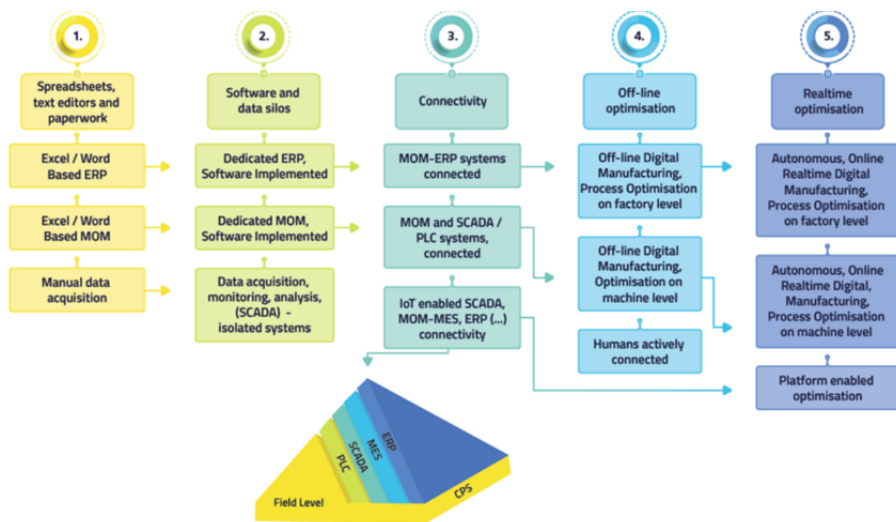 1.
Spreadsheets,
text editors and
paperwork
Excel / Word
Based ERP
Excel / Word
Based MOM
Manual data
acquisition
2.
Software and
data silos
Dedicated ERP,
Software Implemented
Dedicated MOM,
Software Implemented
Data acquisition,
monitoring, analysis,
(SCADA) -
isolated systems
3.
Connectivity
MOM-ERP systems
connected
MOM and SCADA /
PLC systems,
connected
IoT enabled SCADA,
MOM-MES, ERP (...)
connectivity
4.
Off-line
optimisation
Off-line Digital
Manufacturing,
Process Optimisation
on factory level
Off-line Digital
Manufacturing,
Optimisation on
machine level
Humans actively
connected
5.
Realtime
optimisation
Autonomous, Online
Realtime Digital
Manufacturing,
Process Optimisation
on factory level
Autonomous, Online
Realtime Digital,
Manufacturing,
Process Optimisation
on machine level
Platform enabled
optimisation
Field Level
PLC
SCADA
MES
ERP
CPS